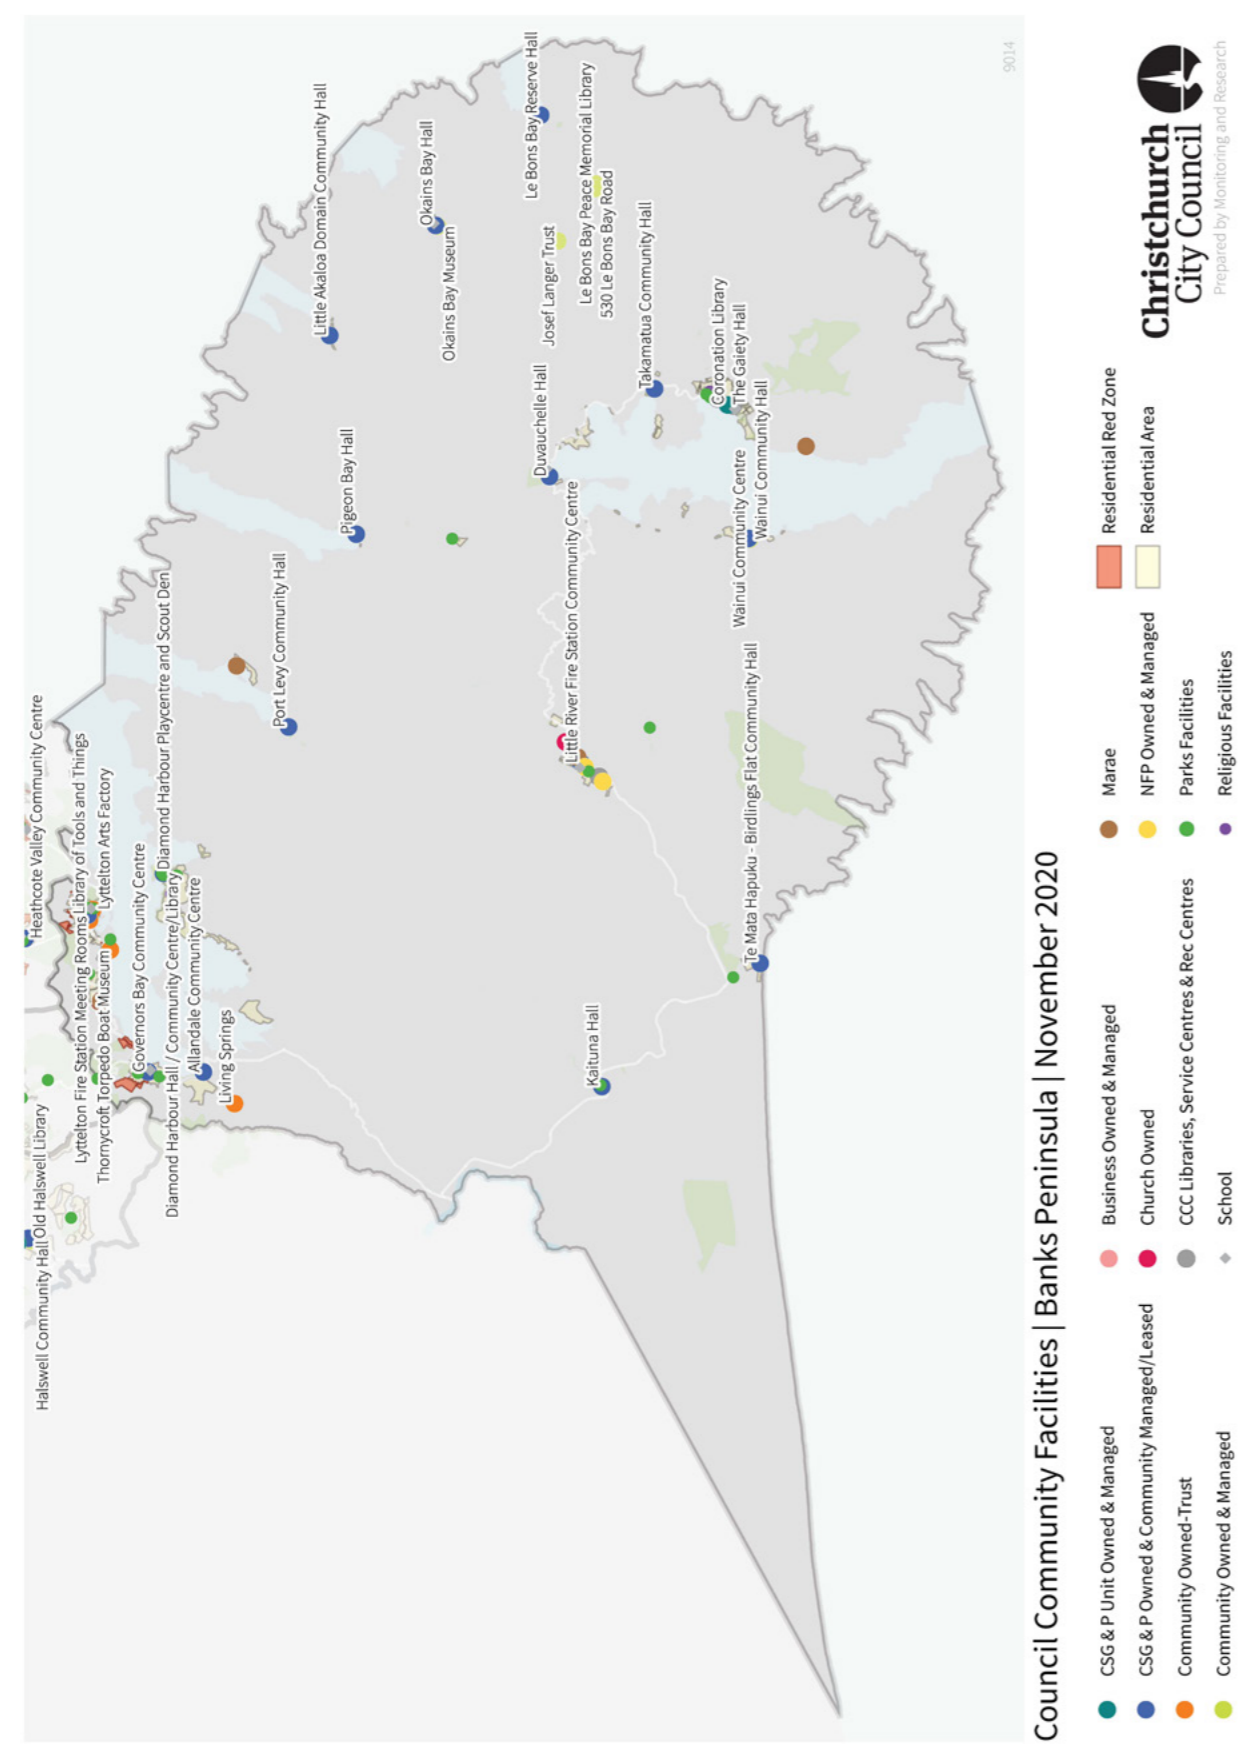 Halswell Community Hall
Old Halswell Library
Heathcote Valley Community Centre
Lyttelton Fire Station Meeting Rooms
Library of Tools and Things
Thornycroft Torpedo Boat Museum
Lyttelton Arts Factory
Governors Bay Community Centre
Diamond Harbour Playcentre and Scout Den
Diamond Harbour Hall / Community Centre/Library
Allandale Community Centre
Living Springs
Port Levy Community Hall
Little Akaloa Domain Community Hall
Pigeon Bay Hall
Okains Bay Hall
Okains Bay Museum
Le Bons Bay Reserve Hall
Josef Langer Trust
Duvauchelle Hall
Little River Fire Station Community Centre
Le Bons Bay Peace Memorial Library
530 Le Bons Bay Road
Kaituna Hall
Takamatua Community Hall
Coronation Library
The Gaiety Hall
Wainui Community Centre
Wainui Community Hall
Te Mata Hapuku - Birdlings Flat Community Hall
9014
Council Community Facilities | Banks Peninsula | November 2020
CSG & P Unit Owned & Managed
CSG & P Owned & Community Managed/Leased
Community Owned-Trust
Community Owned & Managed
Business Owned & Managed
Church Owned
CCC Libraries, Service Centres & Rec Centres
School
Marae
NFP Owned & Managed
Parks Facilities
Religious Facilities
Residential Red Zone
Residential Area
Christchurch
City Council
Prepared by Monitoring and Research